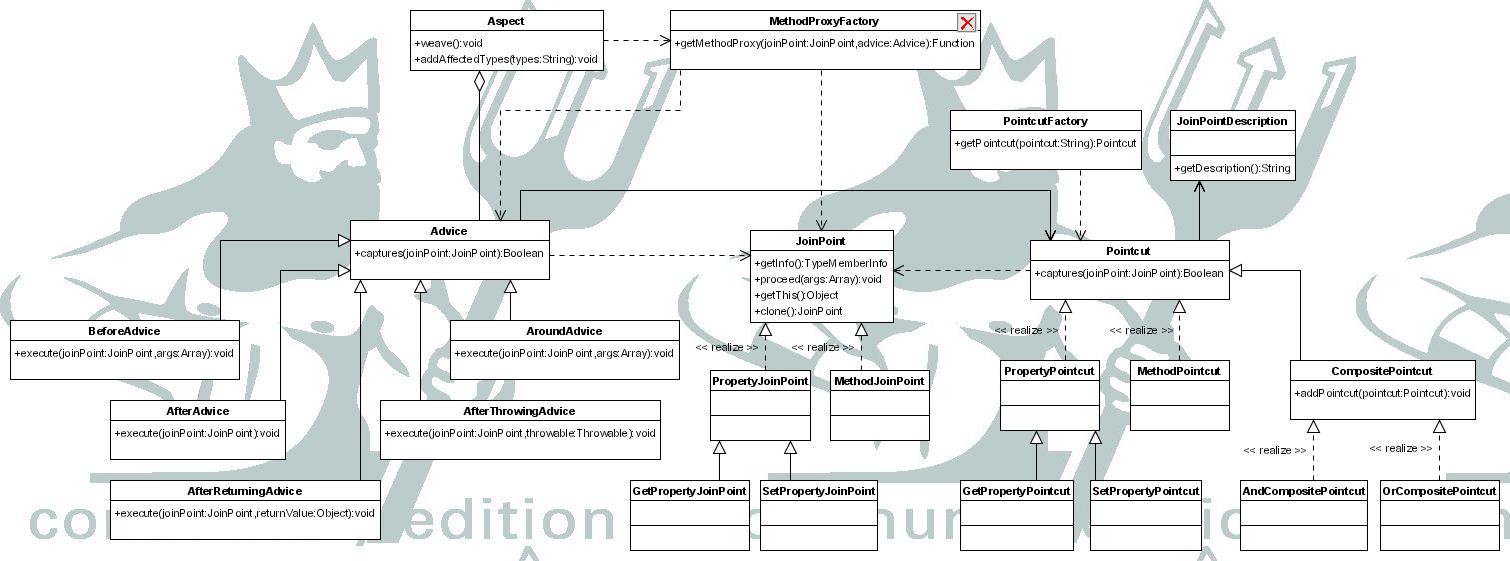 Aspect
+weave():void
+addAffectedTypes(types:String):void
MethodProxyFactory
+getMethodProxy(joinPoint:JoinPoint,advice:Advice):Function
PointcutFactory
+getPointcut(pointcut:String):Pointcut
JoinPointDescription
+getDescription():String
Advice
+captures(joinPoint:JoinPoint):Boolean
JoinPoint
+getInfo():TypeMemberInfo
+proceed(args:Array):void
+getThis():Object
+clone():JoinPoint
Pointcut
+captures(joinPoint:JoinPoint):Boolean
BeforeAdvice
+execute(joinPoint:JoinPoint,args:Array):void
AroundAdvice
+execute(joinPoint:JoinPoint,args:Array):void
<< realize >>
<< realize >>
<< realize >>
<< realize >>
PropertyJoinPoint
MethodJoinPoint
PropertyPointcut
MethodPointcut
CompositePointcut
+addPointcut(pointcut:Pointcut):void
AfterAdvice
+execute(joinPoint:JoinPoint):void
AfterThrowingAdvice
+execute(joinPoint:JoinPoint,throwable:Throwable):void
<< realize >>
<< realize >>
AfterReturningAdvice
+execute(joinPoint:JoinPoint,returnValue:Object):void
GetPropertyJoinPoint
SetPropertyJoinPoint
GetPropertyPointcut
SetPropertyPointcut
AndCompositePointcut
OrCompositePointcut
edition